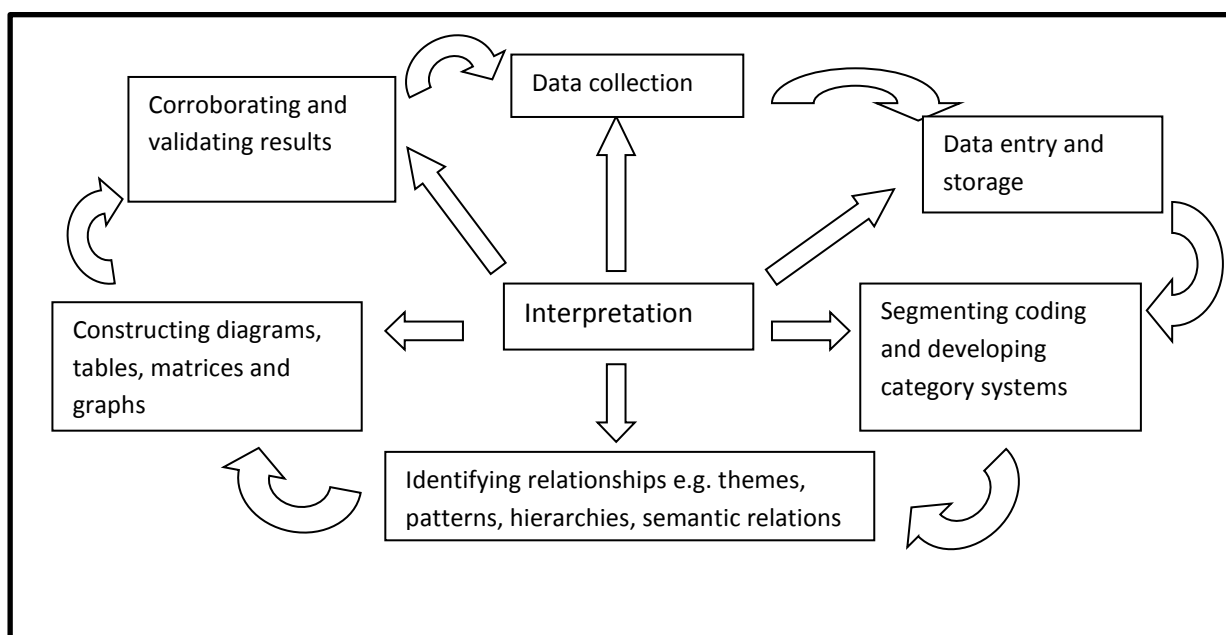 Data collection
Corroborating and
validating results
Data entry and
storage
Interpretation
Segmenting coding
and developing
category systems
Constructing diagrams,
tables, matrices and
graphs
Identifying relationships e.g. themes,
patterns, hierarchies, semantic relations